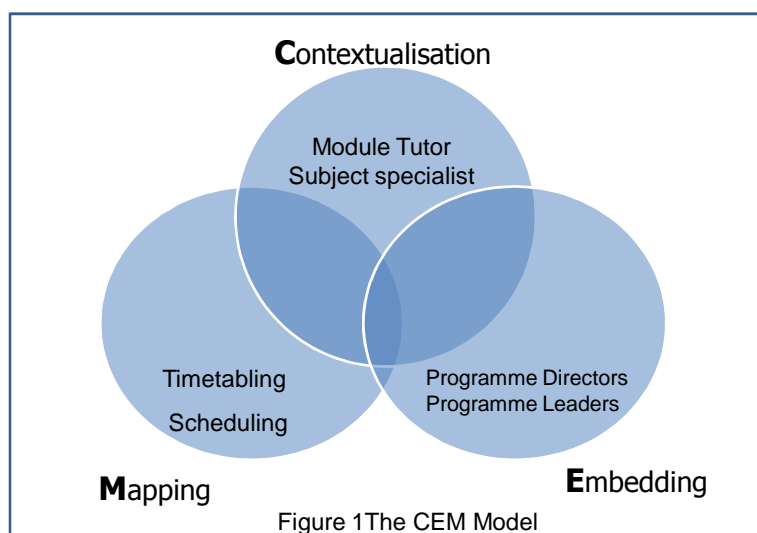 Contextualisation
Module Tutor
Subject specialist
Timetabling
Scheduling
Programme Directors
Programme Leaders
Mapping
Embedding
Figure 1The CEM Model